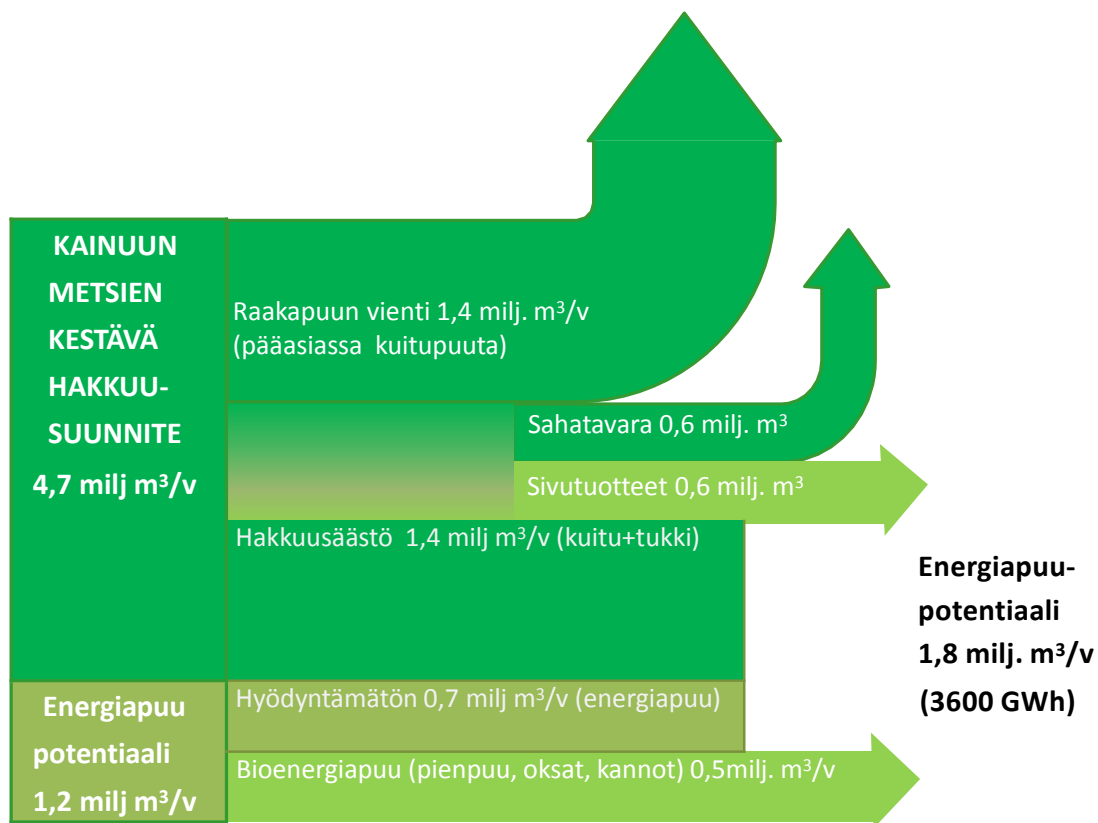 KAINUUN
METSIEN
KESTÄVÄ
HAKKUU-
SUUNNITE
4,7 milj m³/v
Raakapuun vienti 1,4 milj. m³/v
(pääasiassa kuitupuuta)
Sahatavara 0,6 milj. m³
Sivutuotteet 0,6 milj. m³
Hakkuusäästö 1,4 milj m³/v (kuitu+tukki)
Energiapuu-
potentiaali
1,8 milj. m³/v
(3600 GWh)
Energiapuu
potentiaali
1,2 milj m³/v
Hyödyntämätön 0,7 milj m³/v (energiapuu)
Bioenergiapuu (pienpuu, oksat, kannot) 0,5milj. m³/v